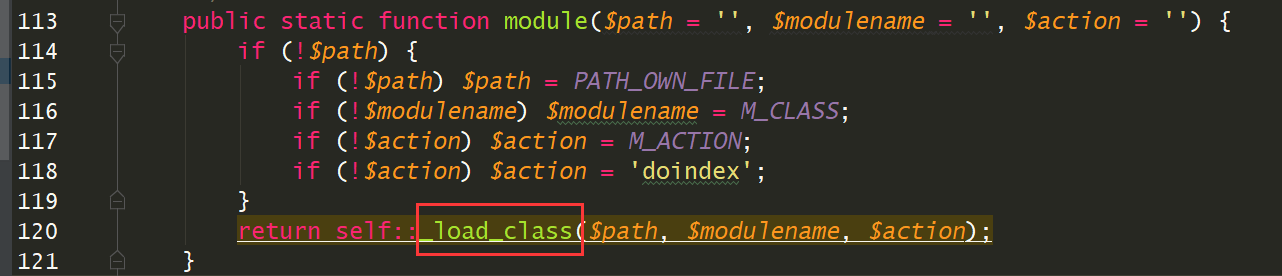 113 public static function module($path = '', $modulename = '', $action = '') {
114 if (!$path) {
115 if (!$path) $path = PATH_OWN_FILE;
116 if (!$modulename) $modulename = M_CLASS;
117 if (!$action) $action = M_ACTION;
118 if (!$action) $action = 'doindex';
119 }
120 return self::_load_class($path, $modulename, $action);
121 }